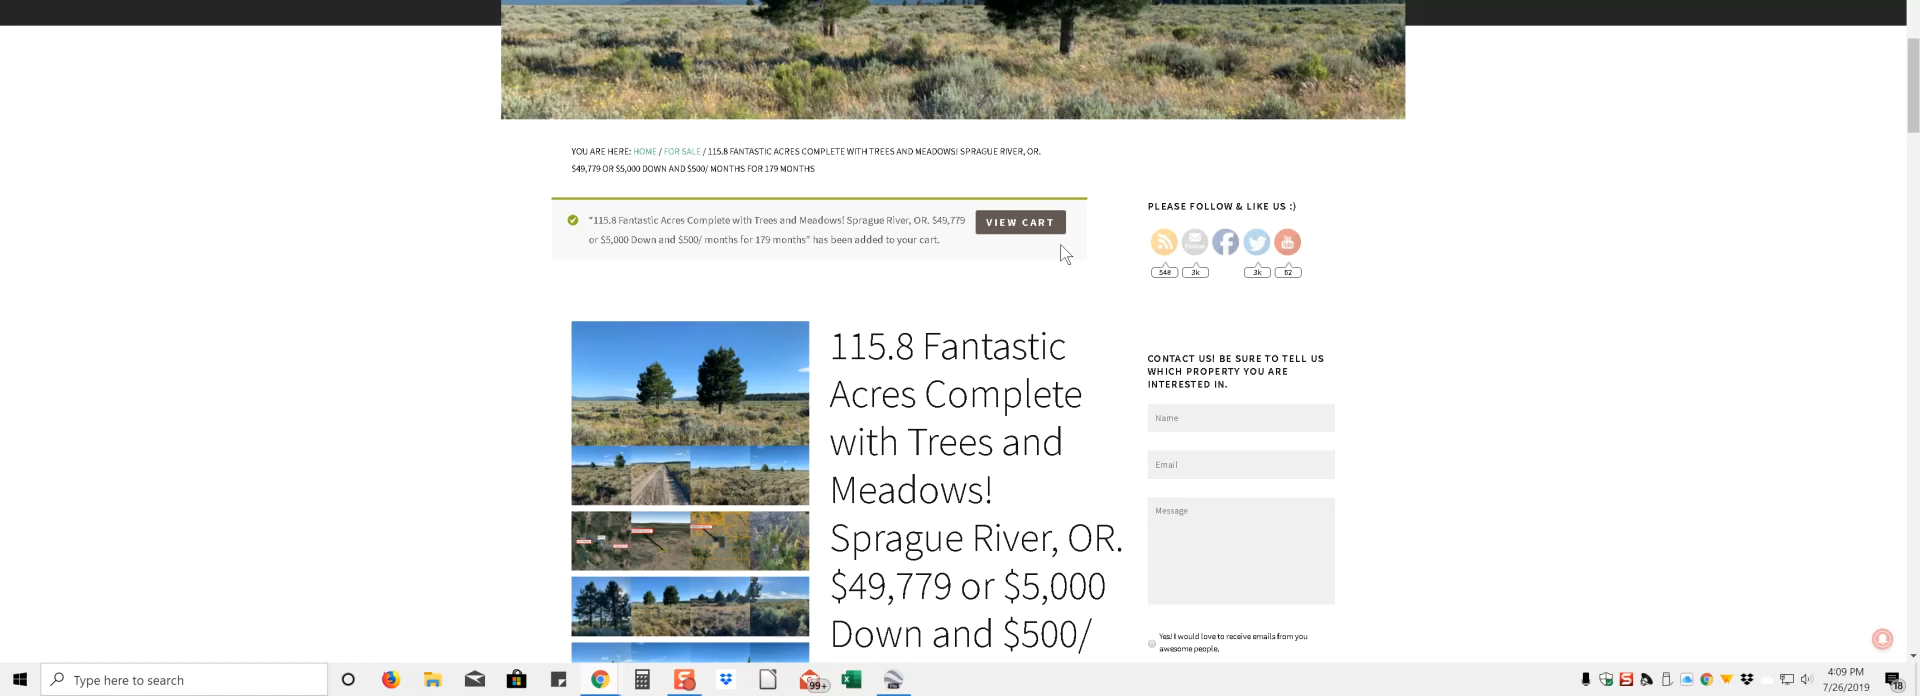 YOU ARE HERE: HOME / FOR SALE / 115.8 FANTASTIC ACRES COMPLETE WITH TREES AND MEADOWS! SPRAGUE RIVER, OR.
$49,779 OR $5,000 DOWN AND $500/ MONTHS FOR 179 MONTHS
"115.8 Fantastic Acres Complete with Trees and Meadows! Sprague River, OR. $49,779
or $5,000 Down and $500/ months for 179 months" has been added to your cart.
VIEW CART
PLEASE FOLLOW & LIKE US :)
548
3k
3k
52
115.8 Fantastic
Acres Complete
with Trees and
Meadows!
Sprague River, OR.
$49,779 or $5,000
Down and $500/
CONTACT US! BE SURE TO TELL US
WHICH PROPERTY YOU ARE
INTERESTED IN.
Name
Email
Message
Yes! I would love to receive emails from you
awesome people.
Type here to search
99+
4:09 PM
7/26/2019
18